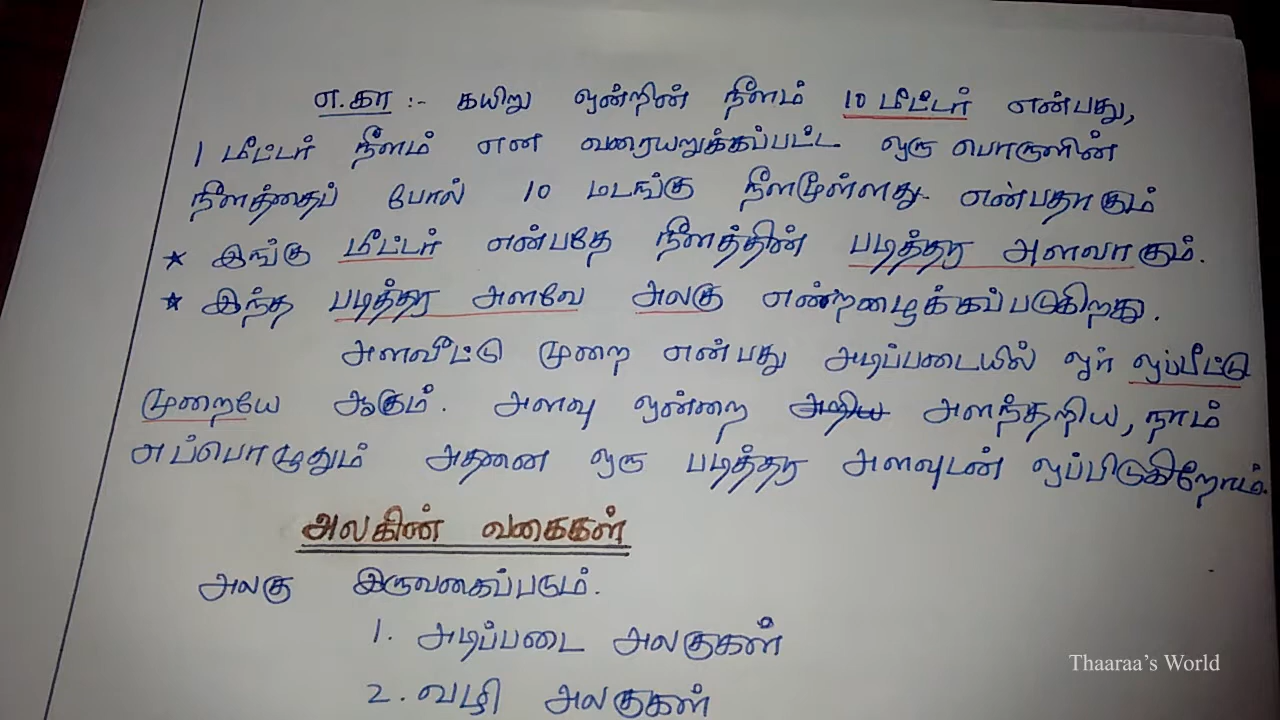 எ.கா :- கயிறு ஒன்றின் நீளம் 10 மீட்டர் என்பது,
1 மீட்டர் நீளம் என வரையறுக்கப்பட்ட ஒரு பொருளின்
நீளத்தைப் போல் 10 மடங்கு நீளமுள்ளது என்பதாகும்
* இங்கு மீட்டர் என்பதே நீளத்தின் படித்தர அளவாகும்.
* இந்த படித்தர அளவே அலகு என்றழைக்கப்படுகிறது.
அளவீட்டு முறை என்பது அடிப்படையில் ஓர் ஒப்பீட்டு
முறையே ஆகும். அளவு ஒன்றை அறிய அளந்தறிய, நாம்
அப்பொழுதும் அதனை ஒரு படித்தர அளவுடன் ஒப்பிடுகிறோம்.
அலகின் வகைகள்
அலகு இருவகைப்படும்.
1. அடிப்படை அலகுகள்
2. வழி அலகுகள்
Thaaraa's World